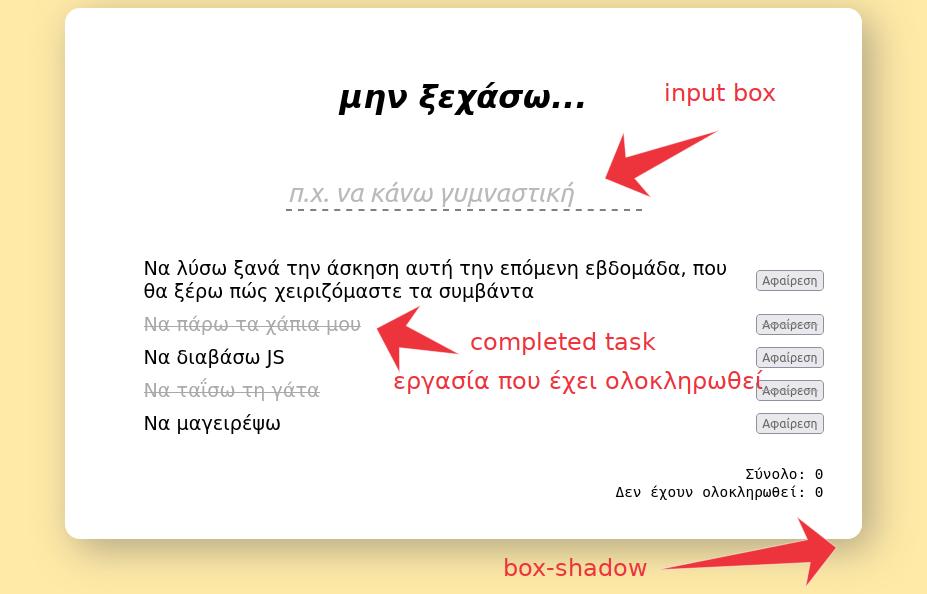 μην ξεχάσω...
input box
π.χ. να κάνω γυμναστική
Να λύσω ξανά την άσκηση αυτή την επόμενη εβδομάδα, που
θα ξέρω πώς χειριζόμαστε τα συμβάντα
Αφαίρεση
Να πάρω τα χάπια μου
Αφαίρεση
completed task
Να διαβάσω JS
Αφαίρεση
εργασία που έχει ολοκληρωθεί
Να ταΐσω τη γάτα
Αφαίρεση
Να μαγειρέψω
Αφαίρεση
Σύνολο: 0
Δεν έχουν ολοκληρωθεί: 0
box-shadow